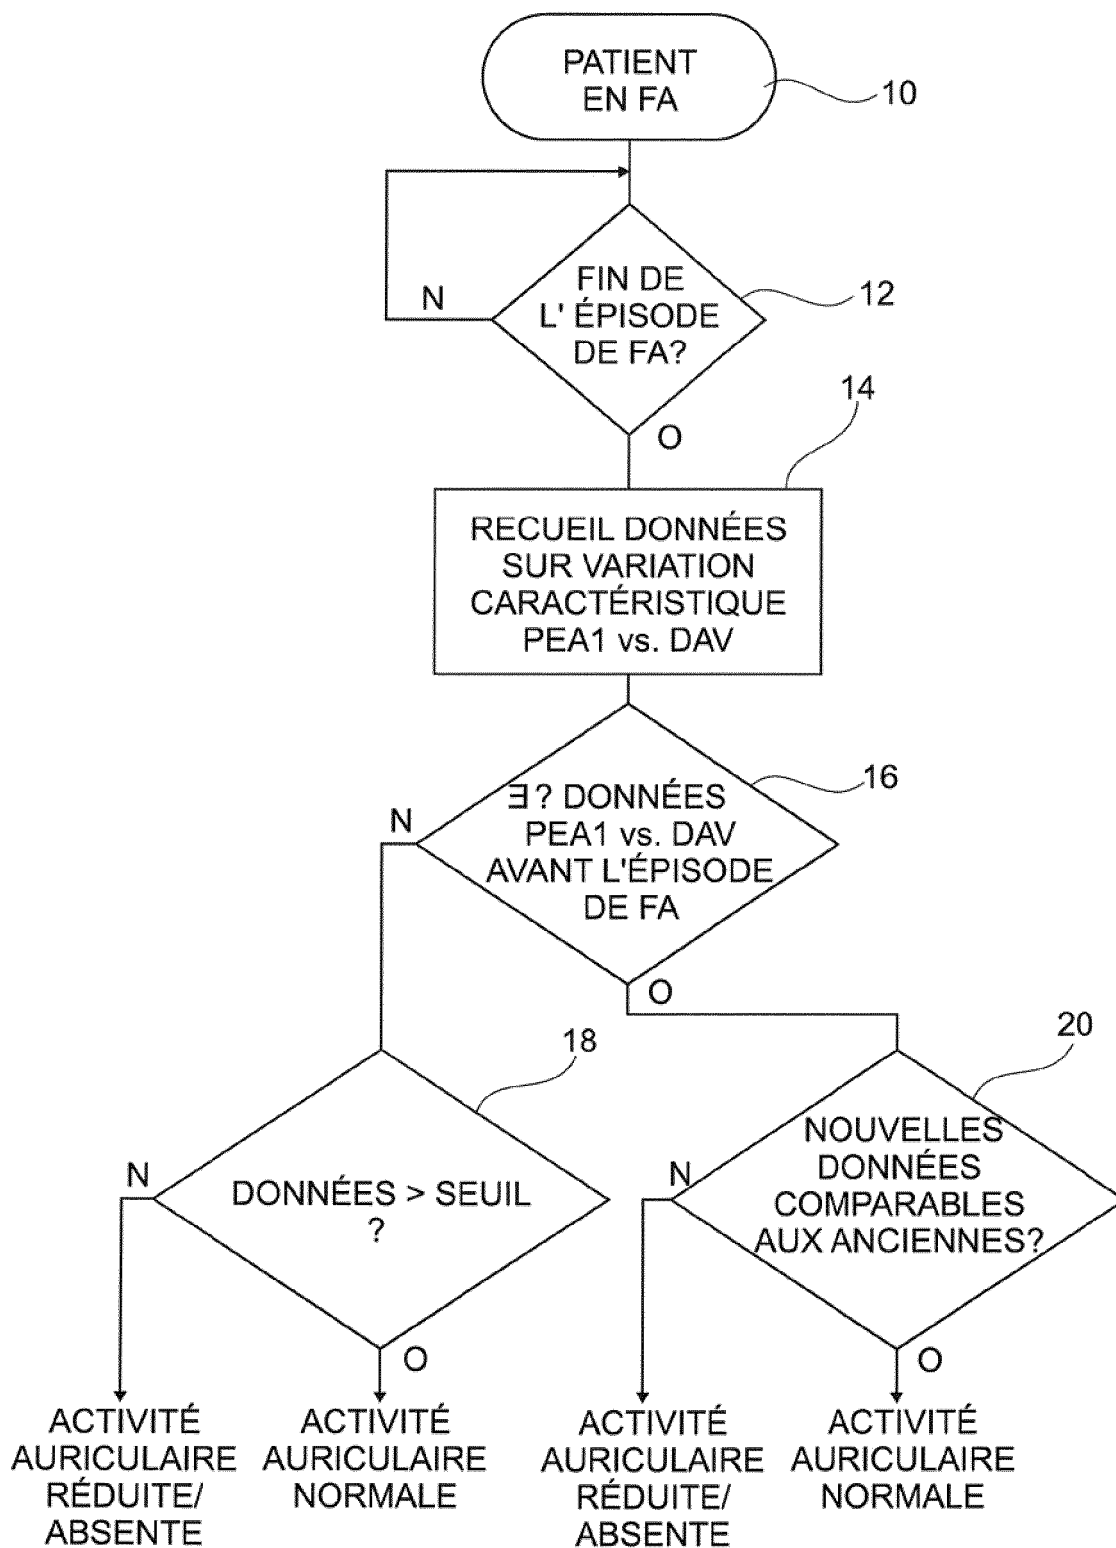 PATIENT
EN FA
10
FIN DE
L' ÉPISODE
DE FA?
12
N
O
14
RECUEIL DONNÉES
SUR VARIATION
CARACTÉRISTIQUE
PEA1 vs. DAV
16
∃? DONNÉES
PEA1 vs. DAV
AVANT L'ÉPISODE
DE FA
N
O
18
DONNÉES > SEUIL
?
N
O
20
NOUVELLES
DONNÉES
COMPARABLES
AUX ANCIENNES?
N
O
ACTIVITÉ
AURICULAIRE
RÉDUITE/
ABSENTE
ACTIVITÉ
AURICULAIRE
NORMALE
ACTIVITÉ
AURICULAIRE
RÉDUITE/
ABSENTE
ACTIVITÉ
AURICULAIRE
NORMALE